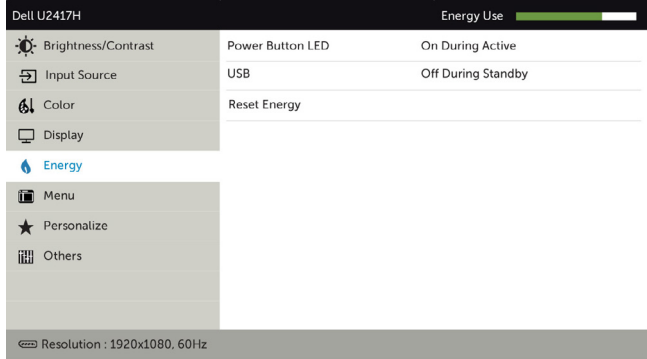 Dell U2417H Energy Use
Brightness/Contrast Power Button LED On During Active
Input Source USB Off During Standby
Color Reset Energy
Display
Energy
Menu
Personalize
Others
Resolution : 1920x1080, 60Hz